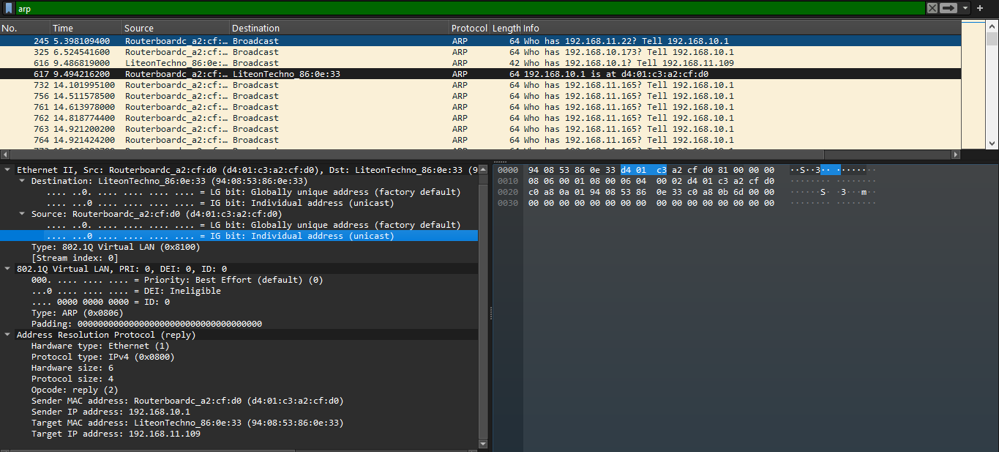 arp
No. Time Source Destination Protocol Length Info
245 5.398109400 Routerboardc_a2:cf:… Broadcast ARP 64 Who has 192.168.11.22? Tell 192.168.10.1
325 6.524541600 Routerboardc_a2:cf:… Broadcast ARP 64 Who has 192.168.10.173? Tell 192.168.10.1
616 9.486819000 LiteonTechno_86:0e:… Broadcast ARP 42 Who has 192.168.10.1? Tell 192.168.11.109
617 9.494216200 Routerboardc_a2:cf:… LiteonTechno_86:0e:33 ARP 64 192.168.10.1 is at d4:01:c3:a2:cf:d0
732 14.101995100 Routerboardc_a2:cf:… Broadcast ARP 64 Who has 192.168.11.165? Tell 192.168.10.1
756 14.511578500 Routerboardc_a2:cf:… Broadcast ARP 64 Who has 192.168.11.165? Tell 192.168.10.1
761 14.613978000 Routerboardc_a2:cf:… Broadcast ARP 64 Who has 192.168.11.165? Tell 192.168.10.1
762 14.818774400 Routerboardc_a2:cf:… Broadcast ARP 64 Who has 192.168.11.165? Tell 192.168.10.1
763 14.921200200 Routerboardc_a2:cf:… Broadcast ARP 64 Who has 192.168.11.165? Tell 192.168.10.1
764 14.921424200 Routerboardc_a2:cf:… Broadcast ARP 64 Who has 192.168.11.165? Tell 192.168.10.1
Ethernet II, Src: Routerboardc_a2:cf:d0 (d4:01:c3:a2:cf:d0), Dst: LiteonTechno_86:0e:33 (9
Destination: LiteonTechno_86:0e:33 (94:08:53:86:0e:33)
.... ..0. .... .... .... .... = LG bit: Globally unique address (factory default)
.... ...0 .... .... .... .... = IG bit: Individual address (unicast)
Source: Routerboardc_a2:cf:d0 (d4:01:c3:a2:cf:d0)
.... ..0. .... .... .... .... = LG bit: Globally unique address (factory default)
.... ...0 .... .... .... .... = IG bit: Individual address (unicast)
Type: 802.1Q Virtual LAN (0x8100)
[Stream index: 0]
802.1Q Virtual LAN, PRI: 0, DEI: 0, ID: 0
000. .... .... .... = Priority: Best Effort (default) (0)
...0 .... .... .... = DEI: Ineligible
.... 0000 0000 0000 = ID: 0
Type: ARP (0x0806)
Padding: 000000000000000000000000000000000000
Address Resolution Protocol (reply)
Hardware type: Ethernet (1)
Protocol type: IPv4 (0x0800)
Hardware size: 6
Protocol size: 4
Opcode: reply (2)
Sender MAC address: Routerboardc_a2:cf:d0 (d4:01:c3:a2:cf:d0)
Sender IP address: 192.168.10.1
Target MAC address: LiteonTechno_86:0e:33 (94:08:53:86:0e:33)
Target IP address: 192.168.11.109
0000 94 08 53 86 0e 33 d4 01 c3 a2 cf d0 81 00 00 00 ··S··3·· ········
0010 08 06 00 01 08 00 06 04 00 02 d4 01 c3 a2 cf d0 ········ ········
0020 c0 a8 0a 01 94 08 53 86 0e 33 c0 a8 0b 6d 00 00 ······S· ·3···m··
0030 00 00 00 00 00 00 00 00 00 00 00 00 00 00 00 00 ········ ········